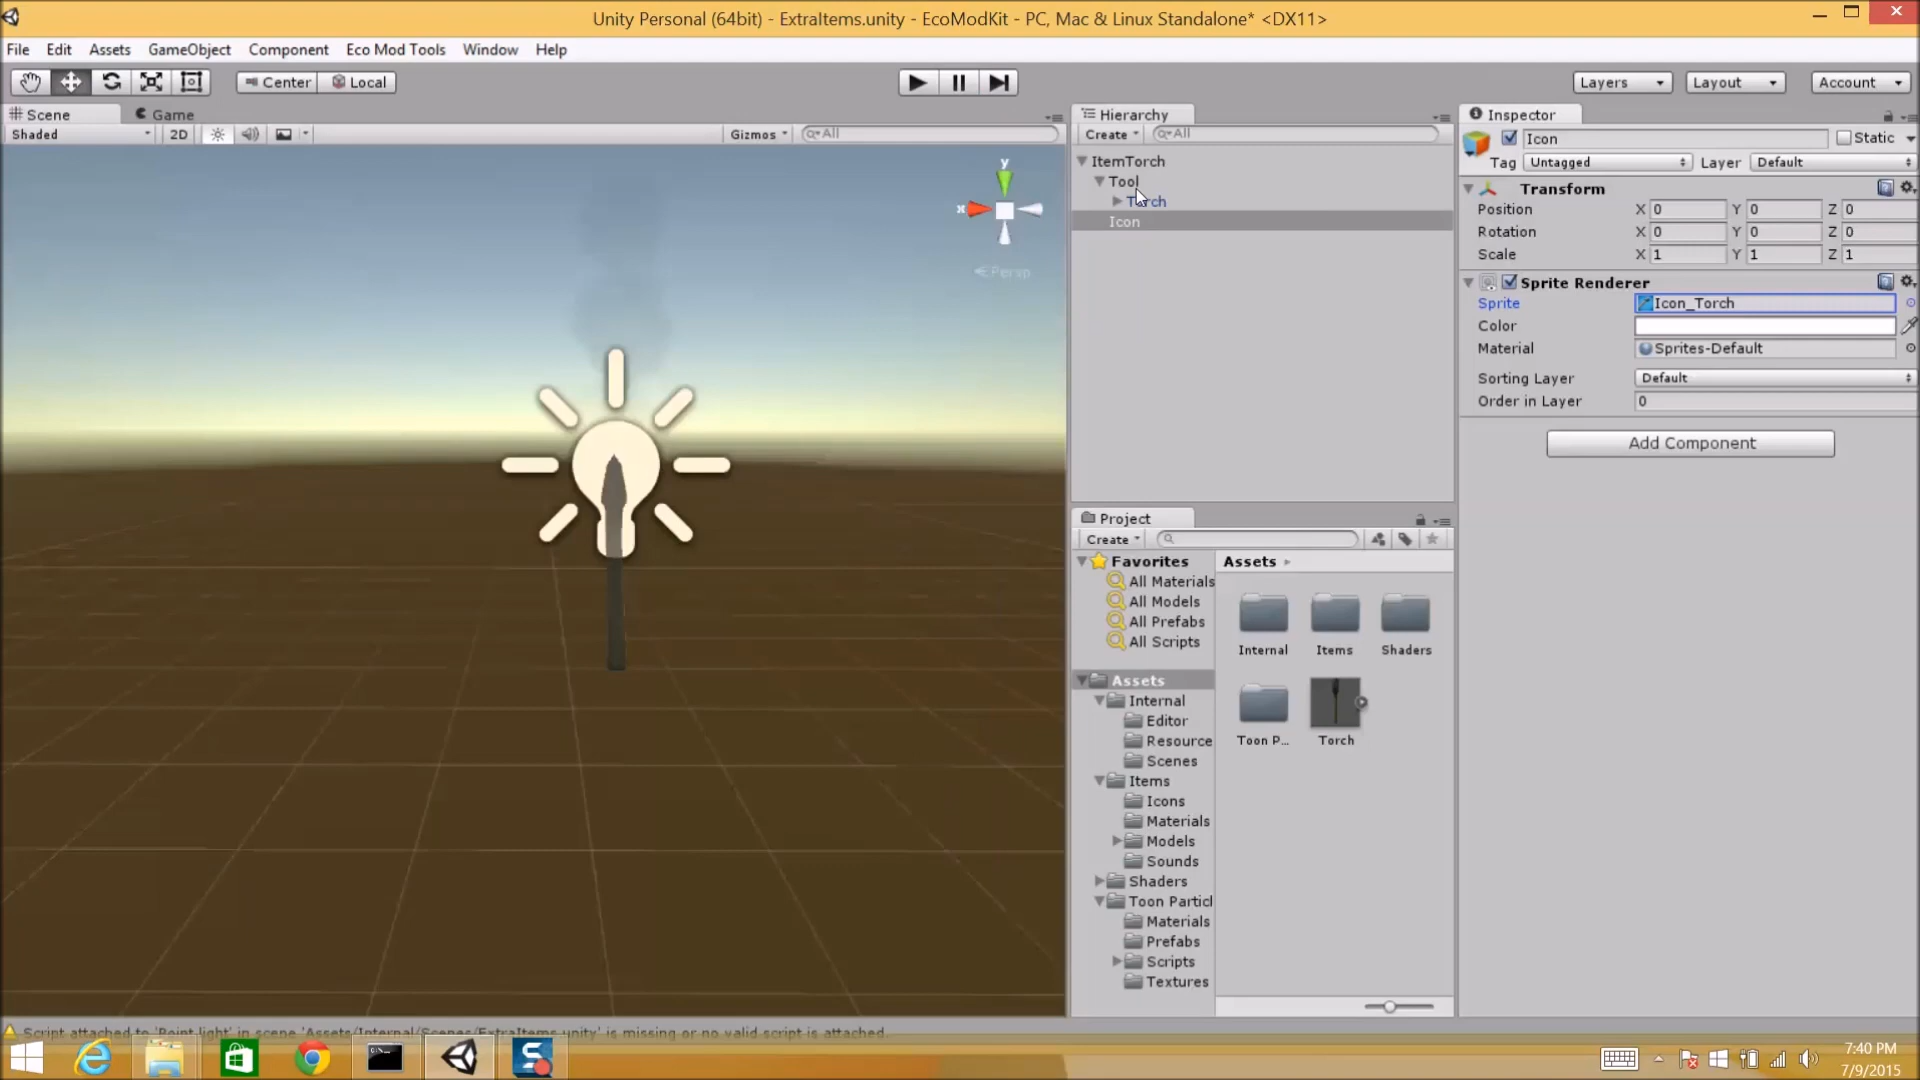 Unity Personal (64bit) - ExtraItems.unity - EcoModKit - PC, Mac & Linux Standalone* <DX11>
File Edit Assets GameObject Component Eco Mod Tools Window Help
Center Local Layers Layout Account
Scene Game
Shaded 2D Gizmos All
y
x
Persp
Hierarchy
Create All
ItemTorch
Tool
Torch
Icon
Project
Create
Favorites
All Materials
All Models
All Prefabs
All Scripts
Assets
Internal
Editor
Resource
Scenes
Items
Icons
Materials
Models
Sounds
Shaders
Toon Particl
Materials
Prefabs
Scripts
Textures
Assets
Internal Items Shaders
Toon P... Torch
Inspector
Icon Static
Tag Untagged Layer Default
Transform
Position X 0 Y 0 Z 0
Rotation X 0 Y 0 Z 0
Scale X 1 Y 1 Z 1
Sprite Renderer
Sprite Icon_Torch
Color
Material Sprites-Default
Sorting Layer Default
Order in Layer 0
Add Component
Script attached to 'Point light' in scene 'Assets/Internal/Scenes/ExtraItems.unity' is missing or no valid script is attached.
7:40 PM
7/9/2015